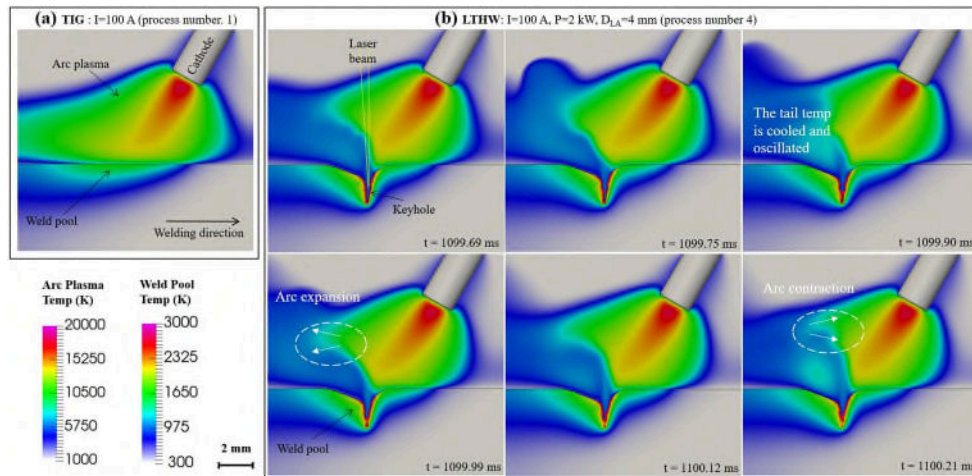 (a) TIG : I=100 A (process number. 1)
Arc plasma
Cathode
Weld pool
Welding direction
Arc Plasma
Temp (K)
20000
15250
10500
5750
1000
Weld Pool
Temp (K)
3000
2325
1650
975
300
2 mm
(b) LTHW: I=100 A, P=2 kW, D_LA=4 mm (process number 4)
Laser
beam
Keyhole
t = 1099.69 ms
t = 1099.75 ms
The tail temp
is cooled and
oscillated
t = 1099.90 ms
Arc expansion
Weld pool
t = 1099.99 ms
t = 1100.12 ms
Arc contraction
t = 1100.21 ms